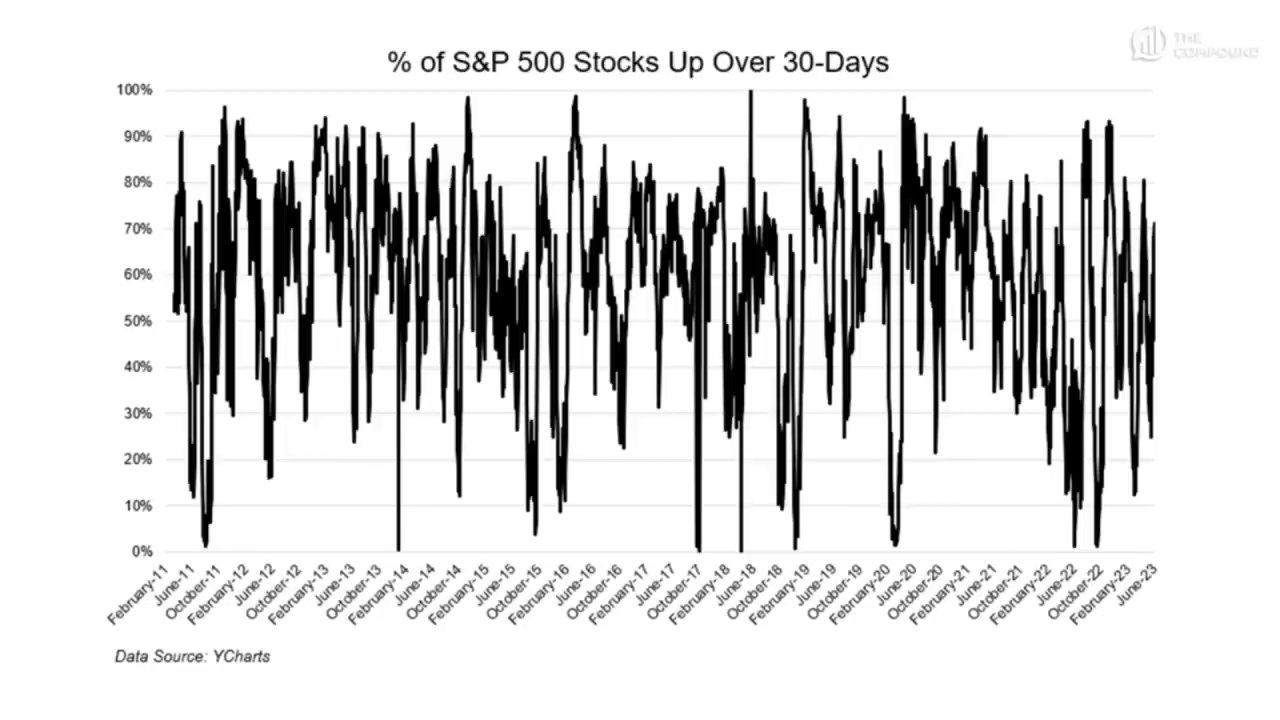 THE
COMPOUND
% of S&P 500 Stocks Up Over 30-Days
100%
90%
80%
70%
60%
50%
40%
30%
20%
10%
0%
February-11
June-11
October-11
February-12
June-12
October-12
February-13
June-13
October-13
February-14
June-14
October-14
February-15
June-15
October-15
February-16
June-16
October-16
February-17
June-17
October-17
February-18
June-18
October-18
February-19
June-19
October-19
February-20
June-20
October-20
February-21
June-21
October-21
February-22
June-22
October-22
February-23
June-23
Data Source: YCharts